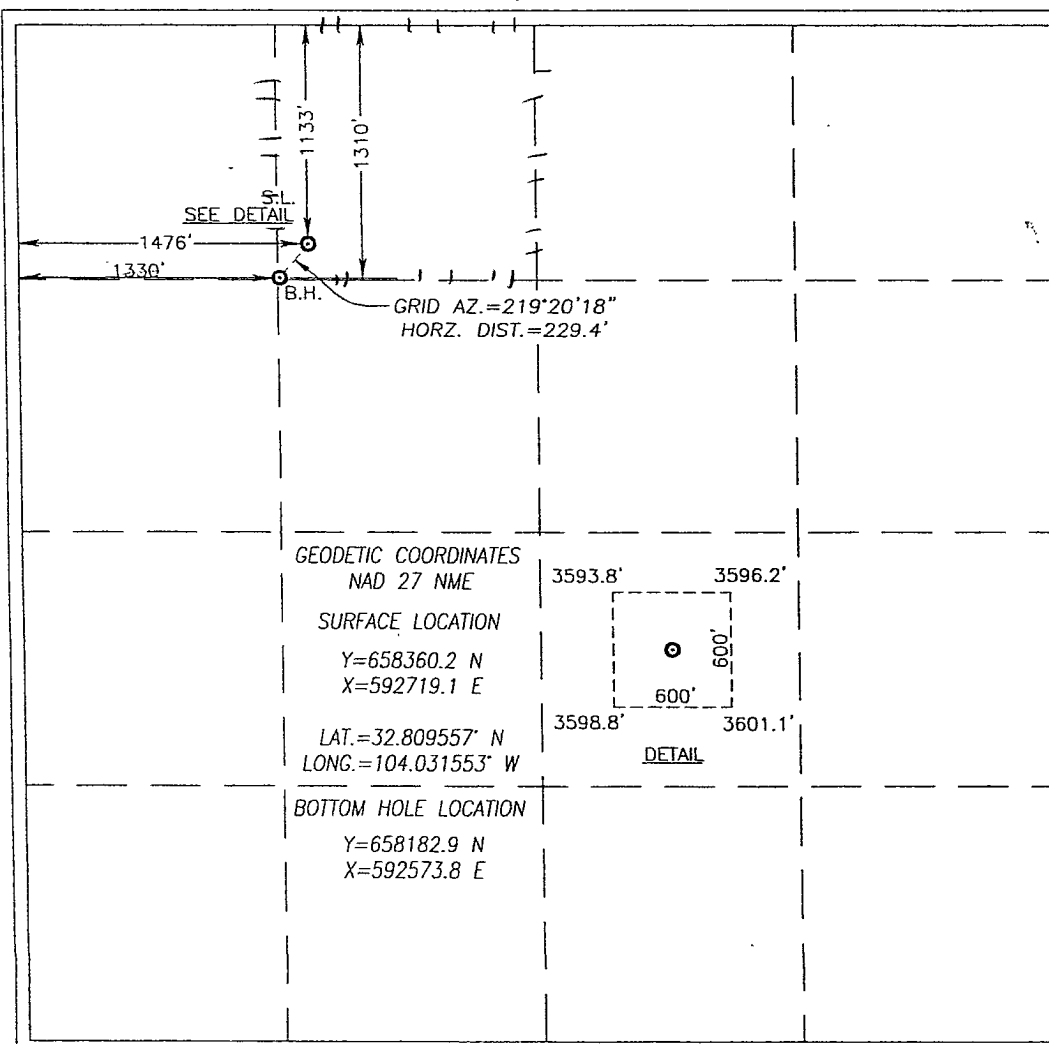 1133'
1310'
S.L.
SEE DETAIL
1476'
1330'
B.H.
GRID AZ.=219°20'18"
HORZ. DIST.=229.4'
GEODETIC COORDINATES
NAD 27 NME
SURFACE LOCATION
Y=658360.2 N
X=592719.1 E
LAT.=32.809557° N
LONG.=104.031553° W
BOTTOM HOLE LOCATION
Y=658182.9 N
X=592573.8 E
3593.8'
3596.2'
600'
600'
3598.8'
3601.1'
DETAIL